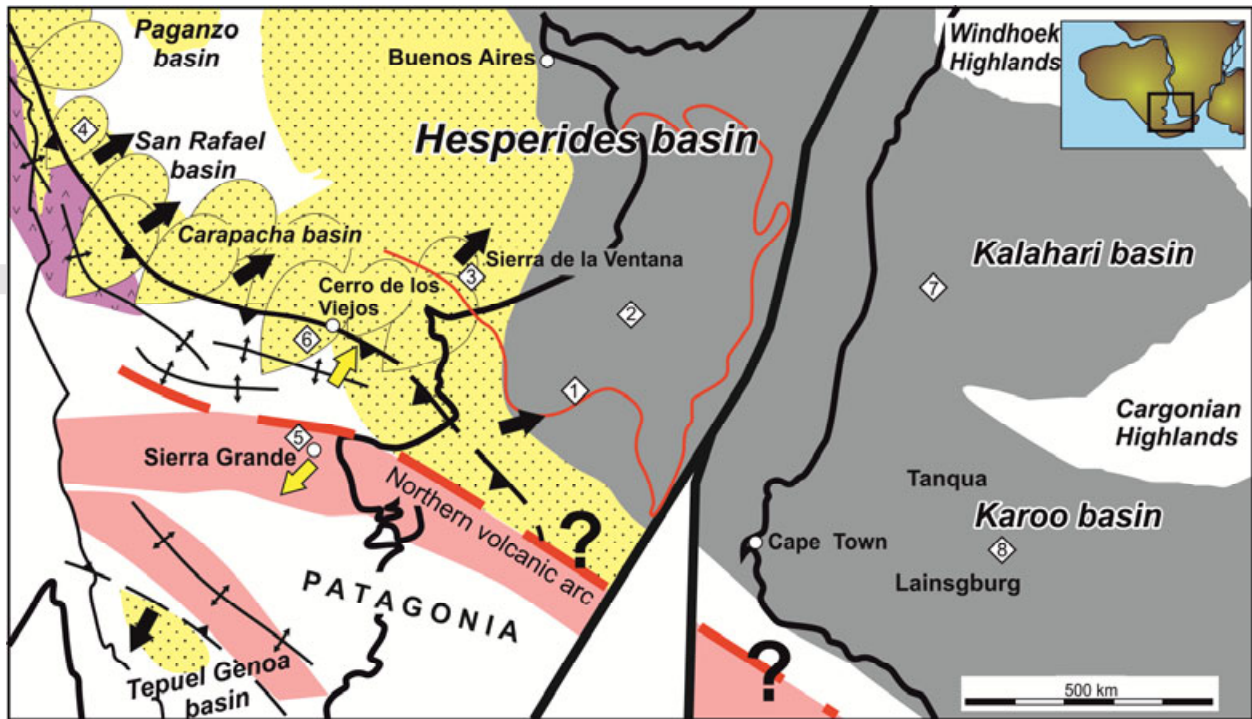 Paganzo
basin
Buenos Aires
Windhoek
Highlands
4
San Rafael
basin
Hesperides basin
Carapacha basin
3
Sierra de la Ventana
Kalahari basin
Cerro de los
Viejos
7
2
6
1
Cargonian
Highlands
5
Sierra Grande
Tanqua
Northern volcanic arc
?
Karoo basin
Cape Town
8
Lainsgburg
PATAGONIA
?
Tepuel Genoa
basin
500 km